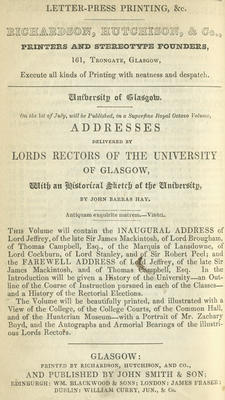 LETTER-PRESS PRINTING, &c.
RICHARDSON, HUTCHISON, & Co.,
PRINTERS AND STEREOTYPE FOUNDERS,
161, TRONGATE, GLASGOW,
Execute all kinds of Printing with neatness and despatch.
University of Glasgow.
On the 1st of July, will be Published, in a Superfine Royal Octavo Volume,
ADDRESSES
DELIVERED BY
LORDS RECTORS OF THE UNIVERSITY
OF GLASGOW,
With an Historical Sketch of the University,
BY JOHN BARRAS HAY.
Antiquam exquirite matrem.—VIRGIL.
THIS Volume will contain the INAUGURAL ADDRESS of
Lord Jeffrey, of the late Sir James Mackintosh, of Lord Brougham,
of Thomas Campbell, Esq., of the Marquis of Lansdowne, of
Lord Cockburn, of Lord Stanley, and of Sir Robert Peel; and
the FAREWELL ADDRESS of Lord Jeffrey, of the late Sir
James Mackintosh, and of Thomas Campbell, Esq. In the
Introduction will be given a History of the University—an Out-
line of the Course of Instruction pursued in each of the Classes—
and a History of the Rectorial Elections.
The Volume will be beautifully printed, and illustrated with a
View of the College, of the College Courts, of the Common Hall,
and of the Hunterian Museum—with a Portrait of Mr. Zachary
Boyd, and the Autographs and Armorial Bearings of the illustri-
ous Lords Rectors.
GLASGOW:
PRINTED BY RICHARDSON, HUTCHISON, AND CO.,
AND PUBLISHED BY JOHN SMITH & SON;
EDINBURGH: WM. BLACKWOOD & SONS; LONDON: JAMES FRASER;
DUBLIN: WILLIAM CURRY, JUN., & Co.